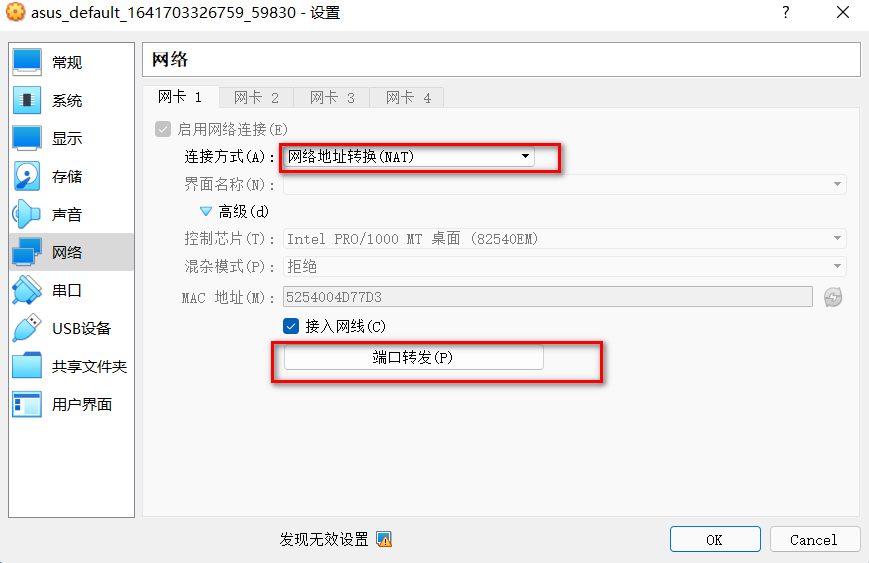 asus_default_1641703326759_59830 - 设置
?
常规
系统
显示
存储
声音
网络
串口
USB设备
共享文件夹
用户界面
网络
网卡 1 网卡 2 网卡 3 网卡 4
启用网络连接(E)
连接方式(A): 网络地址转换(NAT)
界面名称(N):
高级(d)
控制芯片(T): Intel PRO/1000 MT 桌面 (82540EM)
混杂模式(P): 拒绝
MAC 地址(M): 5254004D77D3
接入网线(C)
端口转发(P)
发现无效设置
OK Cancel